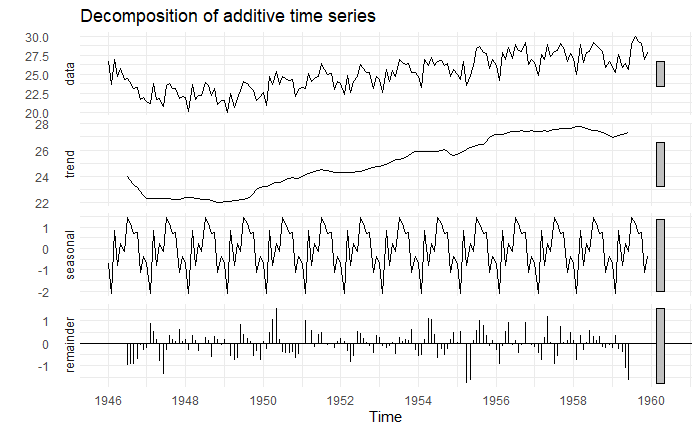 Decomposition of additive time series
30.0
27.5
25.0
22.5
20.0
data
28
26
24
22
trend
1
0
-1
-2
seasonal
1
0
-1
remainder
1946 1948 1950 1952 1954 1956 1958 1960
Time